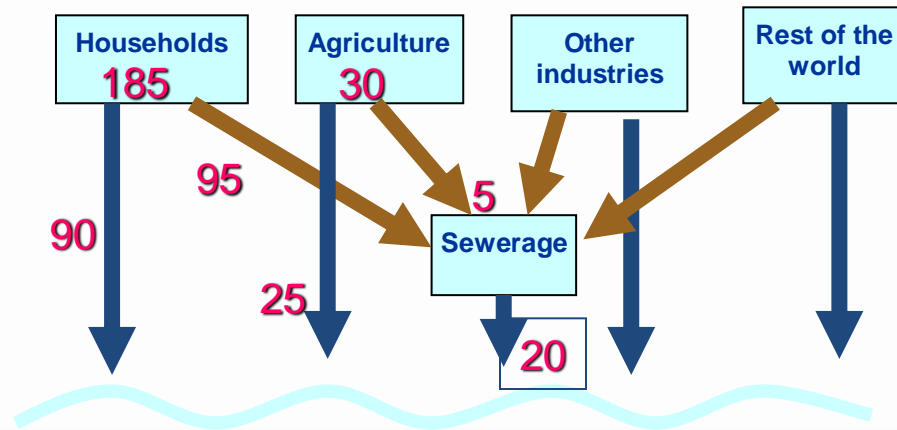 Households
185
Agriculture
30
Other
industries
Rest of the
world
95
5
90
Sewerage
25
20